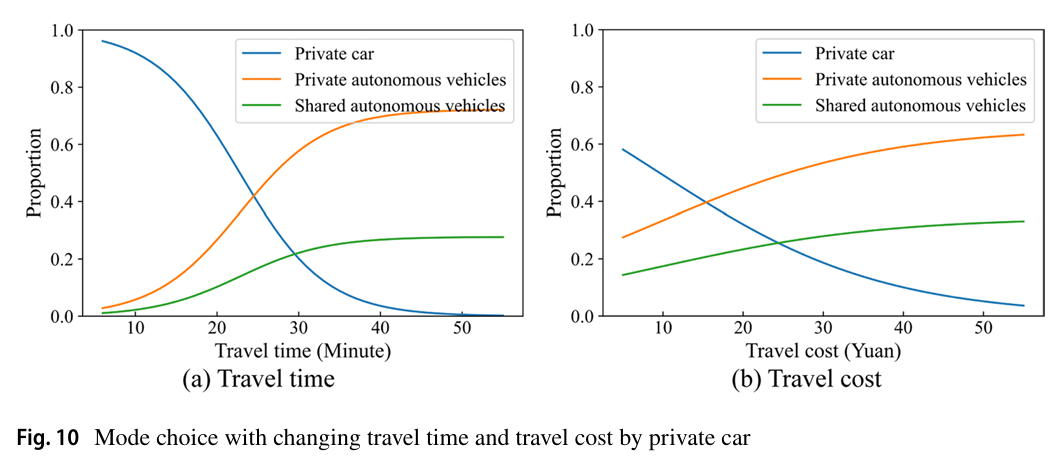 1.0
0.8
0.6
0.4
0.2
0.0
Proportion
Private car
Private autonomous vehicles
Shared autonomous vehicles
10 20 30 40 50
Travel time (Minute)
(a) Travel time
1.0
0.8
0.6
0.4
0.2
0.0
Proportion
Private car
Private autonomous vehicles
Shared autonomous vehicles
10 20 30 40 50
Travel cost (Yuan)
(b) Travel cost
Fig. 10 Mode choice with changing travel time and travel cost by private car